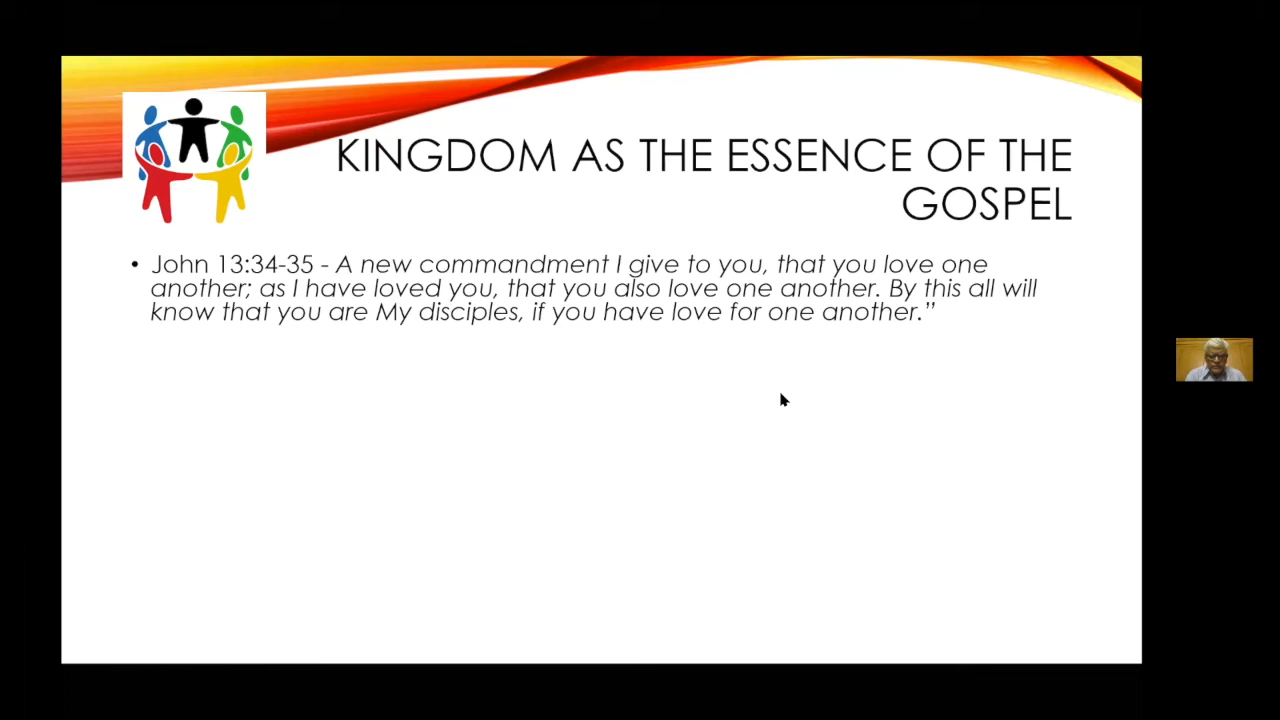 KINGDOM AS THE ESSENCE OF THE
GOSPEL
• John 13:34-35 - A new commandment I give to you, that you love one
another; as I have loved you, that you also love one another. By this all will
know that you are My disciples, if you have love for one another.”